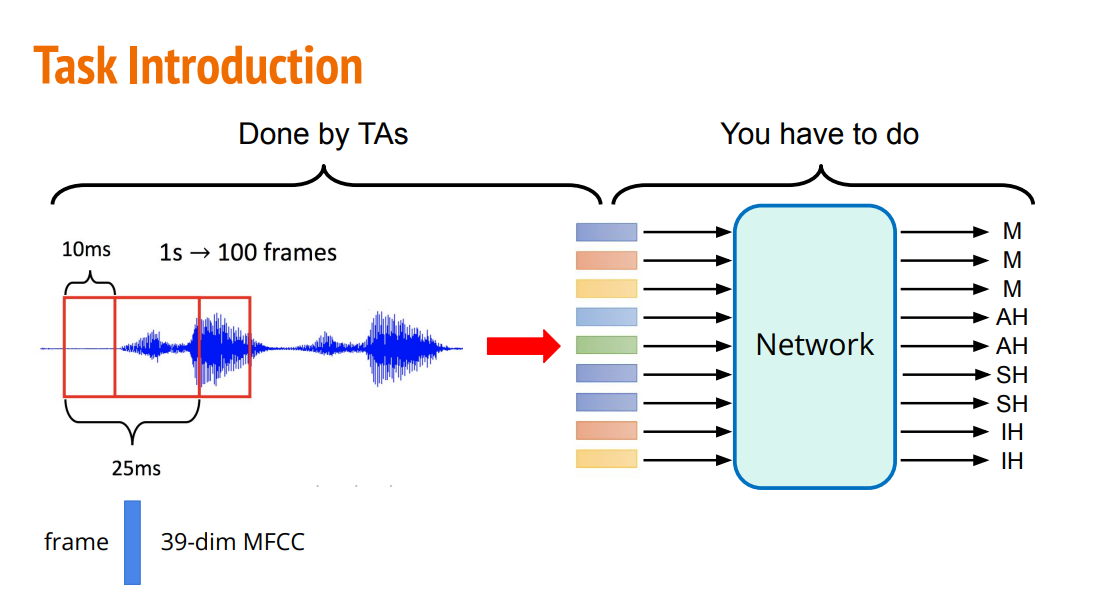 Task Introduction
Done by TAs
You have to do
10ms
1s → 100 frames
25ms
frame
39-dim MFCC
Network
M
M
M
AH
AH
SH
SH
IH
IH